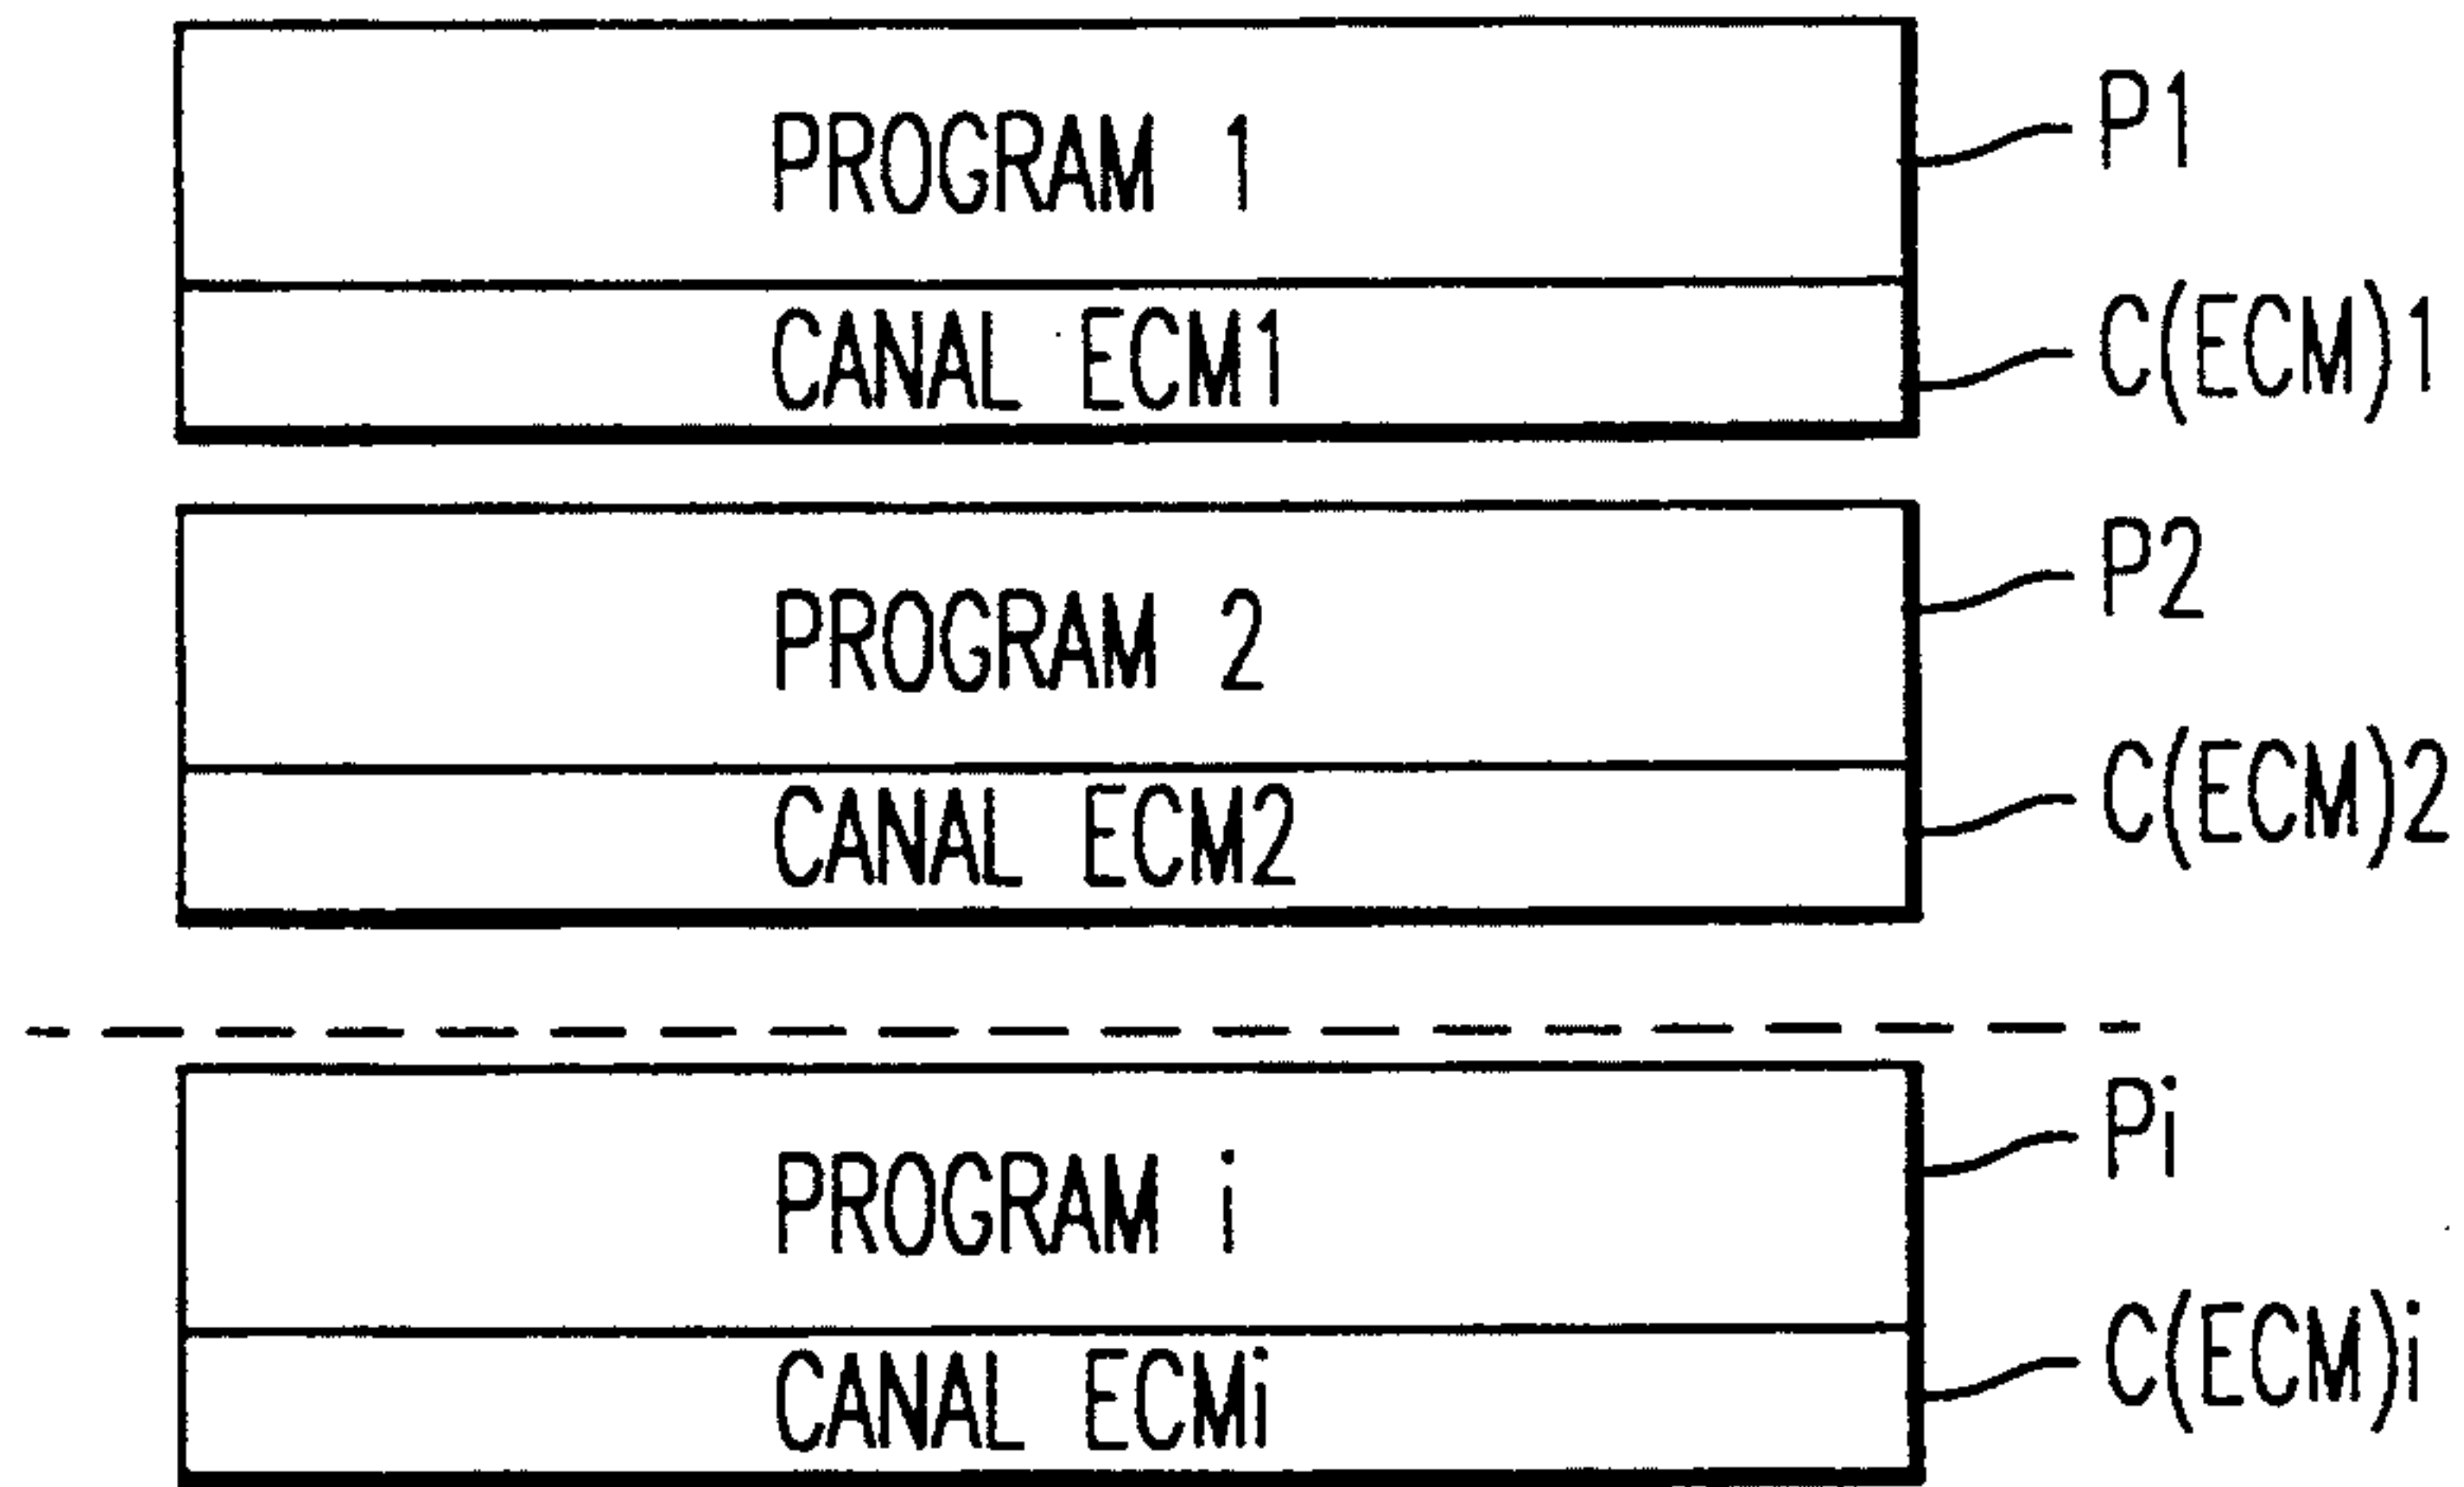 PROGRAM 1
P1
CANAL ECM1
C(ECM)1
PROGRAM 2
P2
CANAL ECM2
C(ECM)2
PROGRAM i
Pi
CANAL ECMi
C(ECM)i